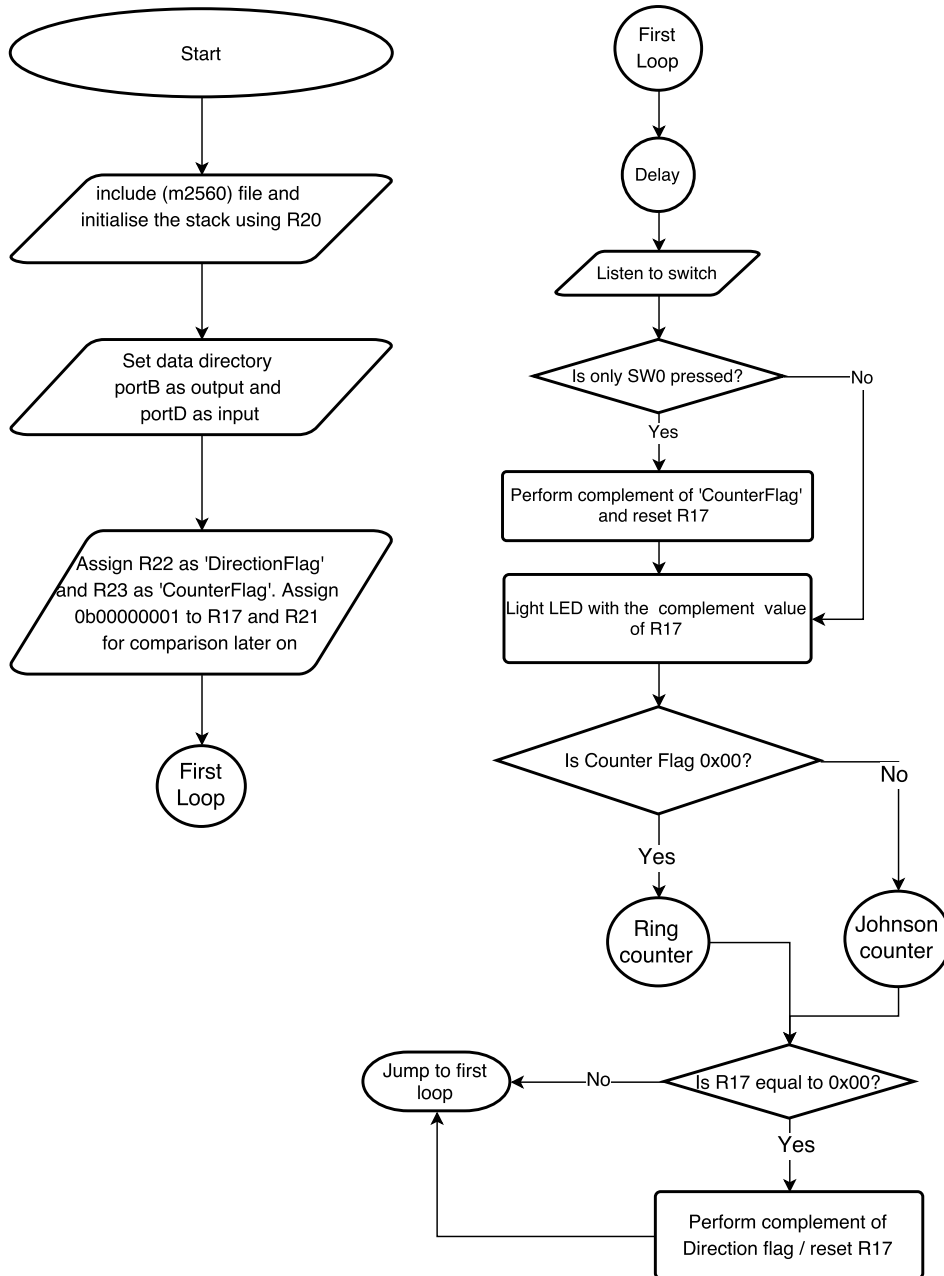 Start
include (m2560) file and
initialise the stack using R20
Set data directory
portB as output and
portD as input
Assign R22 as 'DirectionFlag'
and R23 as 'CounterFlag'. Assign
0b00000001 to R17 and R21
for comparison later on
First
Loop
First
Loop
Delay
Listen to switch
Is only SW0 pressed?
No
Yes
Perform complement of 'CounterFlag'
and reset R17
Light LED with the complement value
of R17
Is Counter Flag 0x00?
No
Yes
Ring
counter
Johnson
counter
Is R17 equal to 0x00?
No
Jump to first
loop
Yes
Perform complement of
Direction flag / reset R17